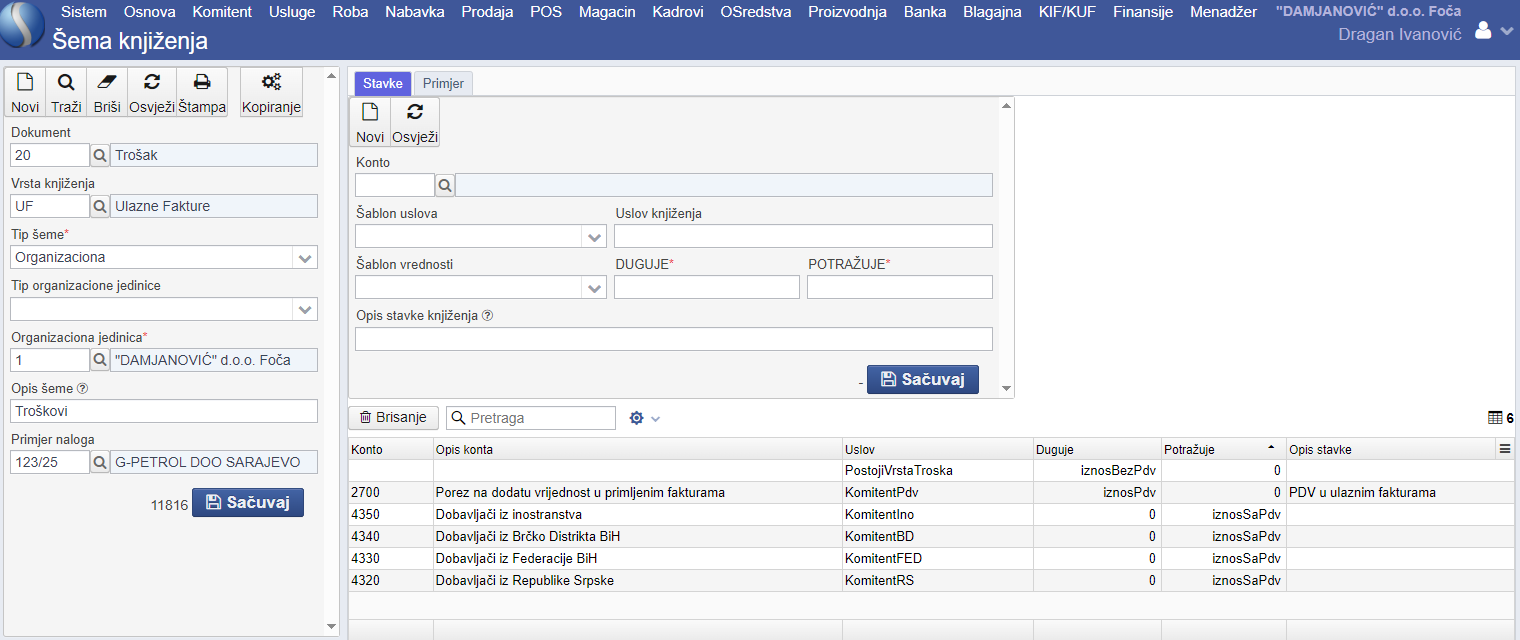 Sistem Osnova Komitent Usluge Roba Nabavka Prodaja POS Magacin Kadrovi OSredstva Proizvodnja Banka Blagajna KIF/KUF Finansije Menadžer "DAMJANOVIĆ" d.o.o. Foča
Šema knjiženja Dragan Ivanović
Novi Traži Briši Osvježi Štampa Kopiranje
Dokument
20 Trošak
Vrsta knjiženja
UF Ulazne Fakture
Tip šeme*
Organizaciona
Tip organizacione jedinice
Organizaciona jedinica*
1 "DAMJANOVIĆ" d.o.o. Foča
Opis šeme ?
Troškovi
Primjer naloga
123/25 G-PETROL DOO SARAJEVO
11816 Sačuvaj
Stavke Primjer
Novi Osvježi
Konto
Šablon uslova Uslov knjiženja
Šablon vrednosti DUGUJE* POTRAŽUJE*
Opis stavke knjiženja ?
- Sačuvaj
Brisanje Pretraga 6
Konto Opis konta Uslov Duguje Potražuje Opis stavke
PostojiVrstaTroska iznosBezPdv 0
2700 Porez na dodatu vrijednost u primljenim fakturama KomitentPdv iznosPdv 0 PDV u ulaznim fakturama
4350 Dobavljači iz inostranstva KomitentIno 0 iznosSaPdv
4340 Dobavljači iz Brčko Distrikta BiH KomitentBD 0 iznosSaPdv
4330 Dobavljači iz Federacije BiH KomitentFED 0 iznosSaPdv
4320 Dobavljači iz Republike Srpske KomitentRS 0 iznosSaPdv